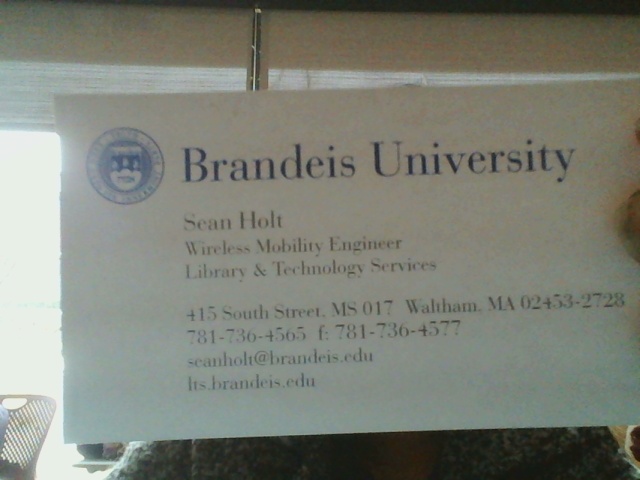 Brandeis University
Sean Holt
Wireless Mobility Engineer
Library & Technology Services
415 South Street, MS 017 Waltham, MA 02453-2728
781-736-4565 f: 781-736-4577
seanholt@brandeis.edu
lts.brandeis.edu